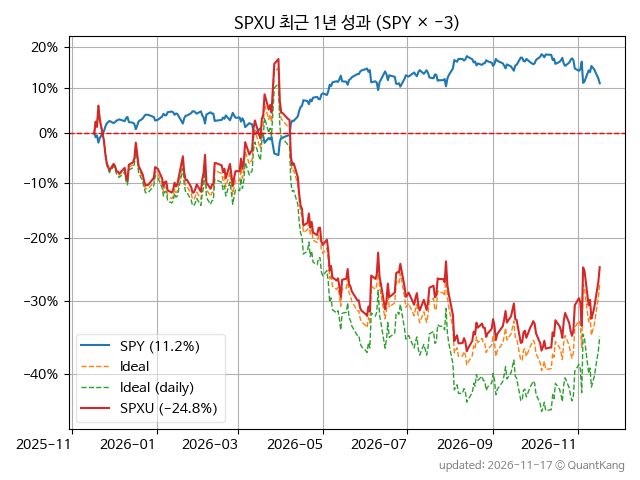 SPXU 최근 1년 성과 (SPY × −3)
20%
10%
0%
−10%
−20%
−30%
−40%
SPY (11.2%)
Ideal
Ideal (daily)
SPXU (−24.8%)
2025-11
2026-01
2026-03
2026-05
2026-07
2026-09
2026-11
updated: 2026-11-17 © QuantKang